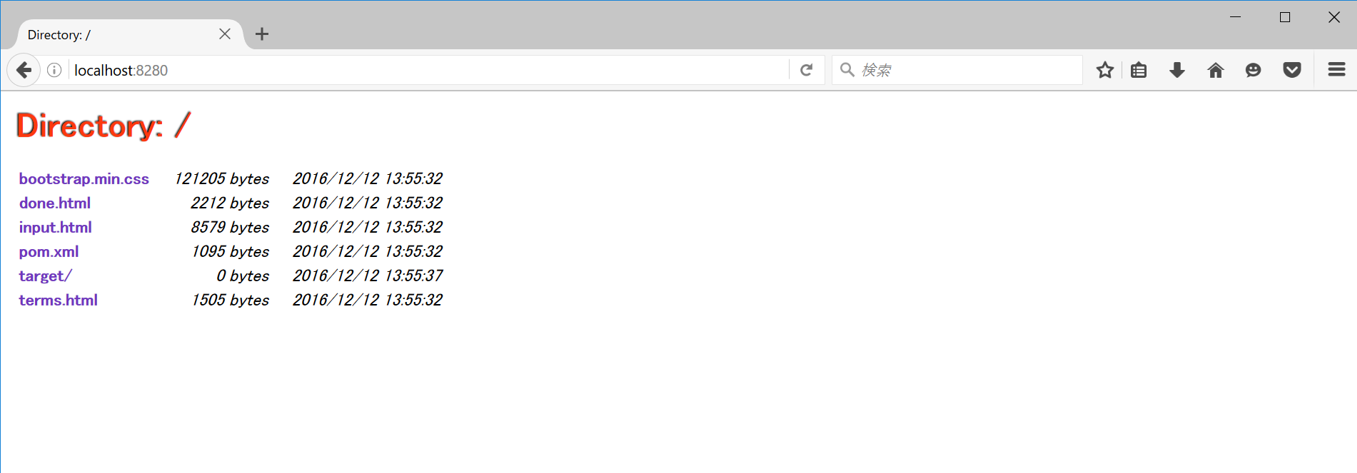 Directory: /
localhost:8280
検索
Directory: /
bootstrap.min.css 121205 bytes 2016/12/12 13:55:32
done.html 2212 bytes 2016/12/12 13:55:32
input.html 8579 bytes 2016/12/12 13:55:32
pom.xml 1095 bytes 2016/12/12 13:55:32
target/ 0 bytes 2016/12/12 13:55:37
terms.html 1505 bytes 2016/12/12 13:55:32